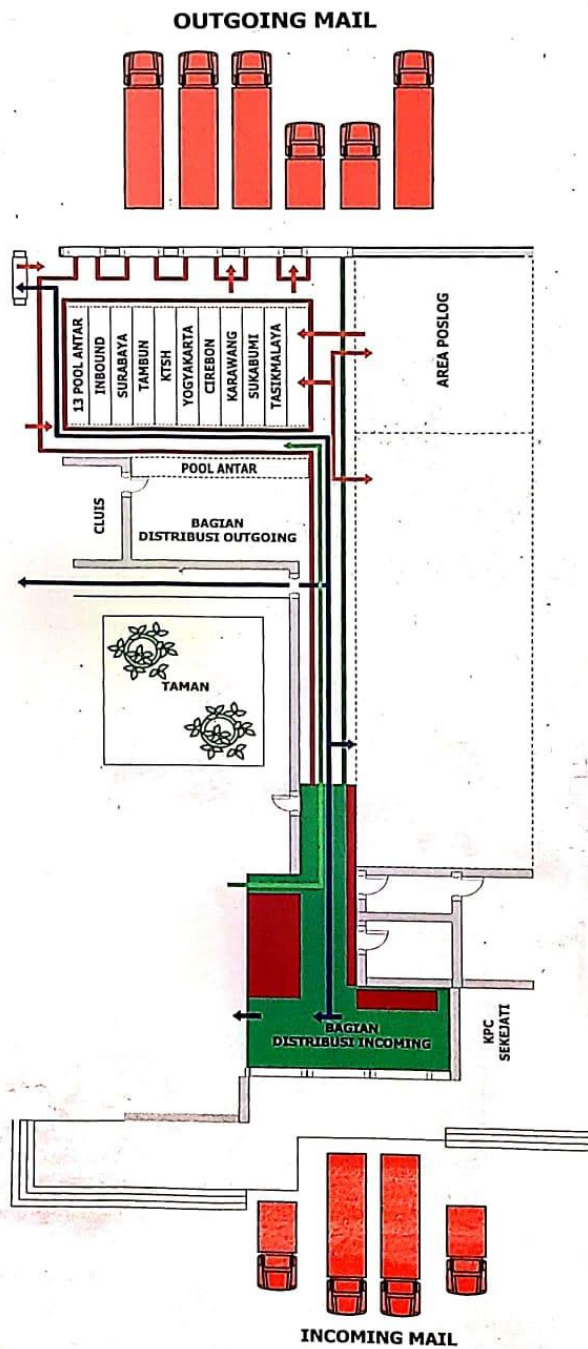 OUTGOING MAIL
13 POOL ANTAR
INBOUND
SURABAYA
TAMBUN
KTSH
YOGYAKARTA
CIREBON
KARAWANG
SUKABUMI
TASIKMALAYA
AREA POSLOG
POOL ANTAR
CLUIS
BAGIAN
DISTRIBUSI OUTGOING
TAMAN
BAGIAN
DISTRIBUSI INCOMING
KPC
SEKEJATI
INCOMING MAIL